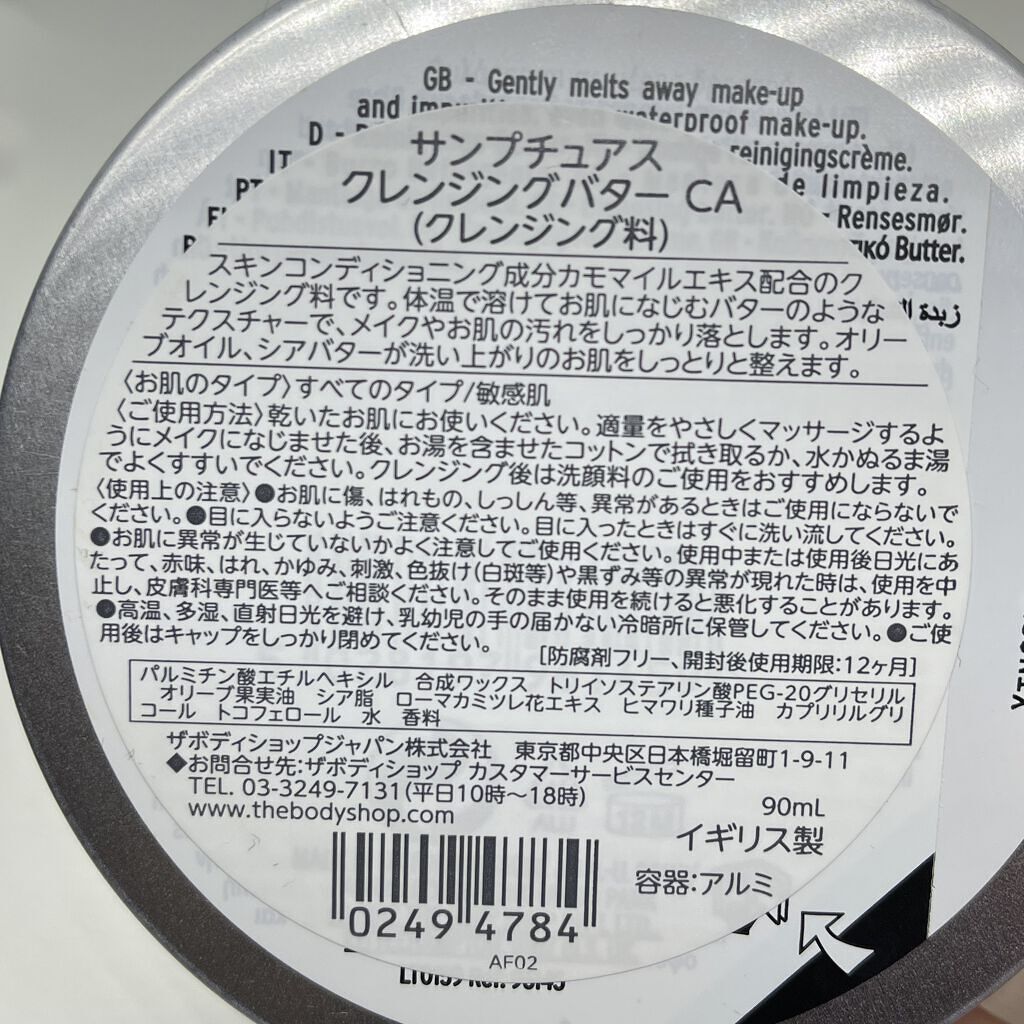 GB - Gently melts away make-up
and
waterproof make-up.
D -
reinigingscrème.
IT
de limpieza.
- Rensesmør.
Butter.
サンプチュアス
クレンジングバター CA
(クレンジング料)
スキンコンディショニング成分カモマイルエキス配合のク
レンジング料です。体温で溶けてお肌になじむバターのような
テクスチャーで、メイクやお肌の汚れをしっかり落とします。オリー
ブオイル、シアバターが洗い上がりのお肌をしっとりと整えます。
〈お肌のタイプ〉すべてのタイプ/敏感肌
〈ご使用方法〉乾いたお肌にお使いください。適量をやさしくマッサージするよ
うにメイクになじませた後、お湯を含ませたコットンで拭き取るか、水かぬるま湯
でよくすすいでください。クレンジング後は洗顔料のご使用をおすすめします。
〈使用上の注意〉●お肌に傷、はれもの、しっしん等、異常があるときはご使用にならないで
ください。●目に入らないようご注意ください。目に入ったときはすぐに洗い流してください。
●お肌に異常が生じていないかよく注意してご使用ください。使用中または使用後日光にあ
たって、赤味、はれ、かゆみ、刺激、色抜け(白斑等)や黒ずみ等の異常が現れた時は、使用を中
止し、皮膚科専門医等へご相談ください。そのまま使用を続けると悪化することがあります。
●高温、多湿、直射日光を避け、乳幼児の手の届かない冷暗所に保管してください。●ご使
用後はキャップをしっかり閉めてください。
[防腐剤フリー、開封後使用期限:12ヶ月]
パルミチン酸エチルヘキシル 合成ワックス トリイソステアリン酸PEG-20グリセリル
オリーブ果実油 シア脂 ローマカミツレ花エキス ヒマワリ種子油 カプリリルグリ
コール トコフェロール 水 香料
ザボディショップジャパン株式会社 東京都中央区日本橋堀留町1-9-11
◆お問合せ先:ザボディショップ カスタマーサービスセンター
TEL. 03-3249-7131(平日10時～18時)
www.thebodyshop.com
90mL
イギリス製
容器:アルミ
0249 4784
AF02